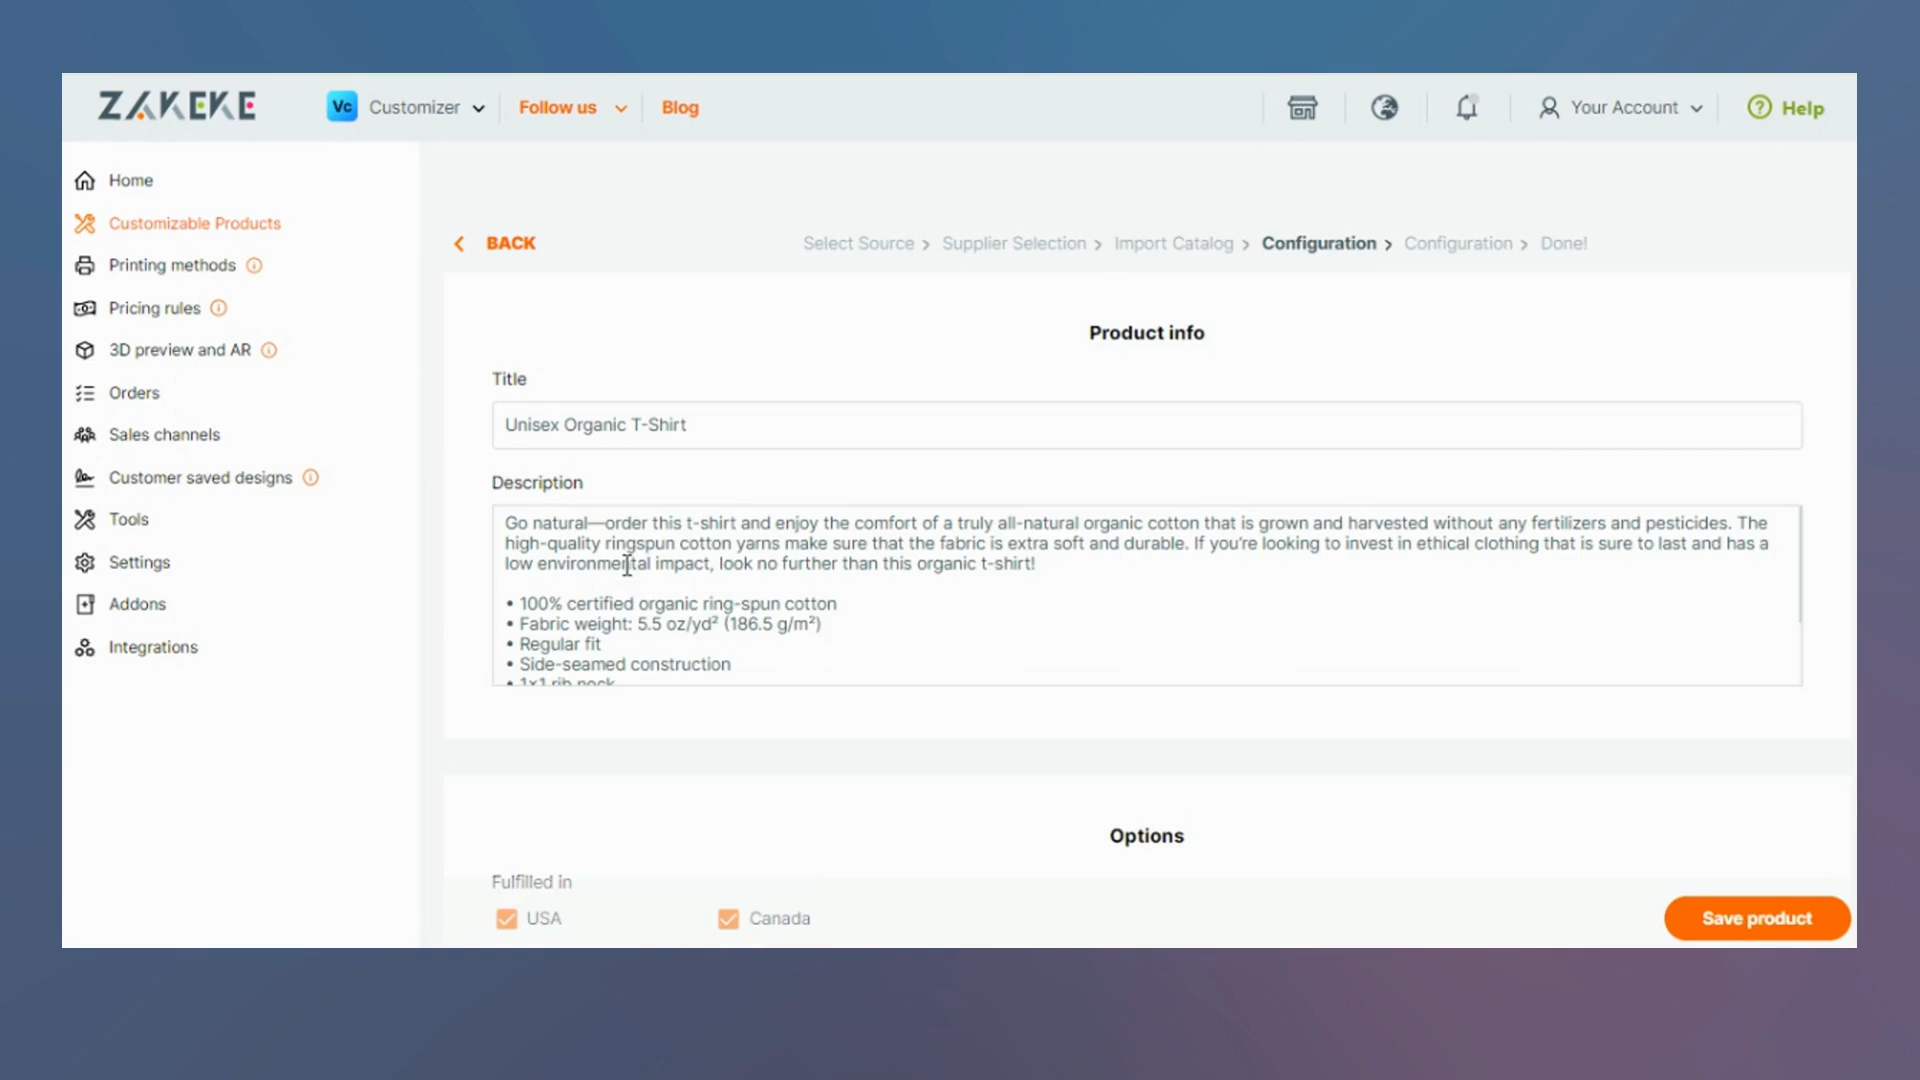 ZAKEKE
Vc Customizer
Follow us
Blog
Your Account
Help
Home
Customizable Products
Printing methods
Pricing rules
3D preview and AR
Orders
Sales channels
Customer saved designs
Tools
Settings
Addons
Integrations
BACK
Select Source > Supplier Selection > Import Catalog > Configuration > Configuration > Done!
Product info
Title
Unisex Organic T-Shirt
Description
Go natural—order this t-shirt and enjoy the comfort of a truly all-natural organic cotton that is grown and harvested without any fertilizers and pesticides. The
high-quality ringspun cotton yarns make sure that the fabric is extra soft and durable. If you're looking to invest in ethical clothing that is sure to last and has a
low environmental impact, look no further than this organic t-shirt!
• 100% certified organic ring-spun cotton
• Fabric weight: 5.5 oz/yd² (186.5 g/m²)
• Regular fit
• Side-seamed construction
• 1×1 rib neck
Options
Fulfilled in
USA
Canada
Save product